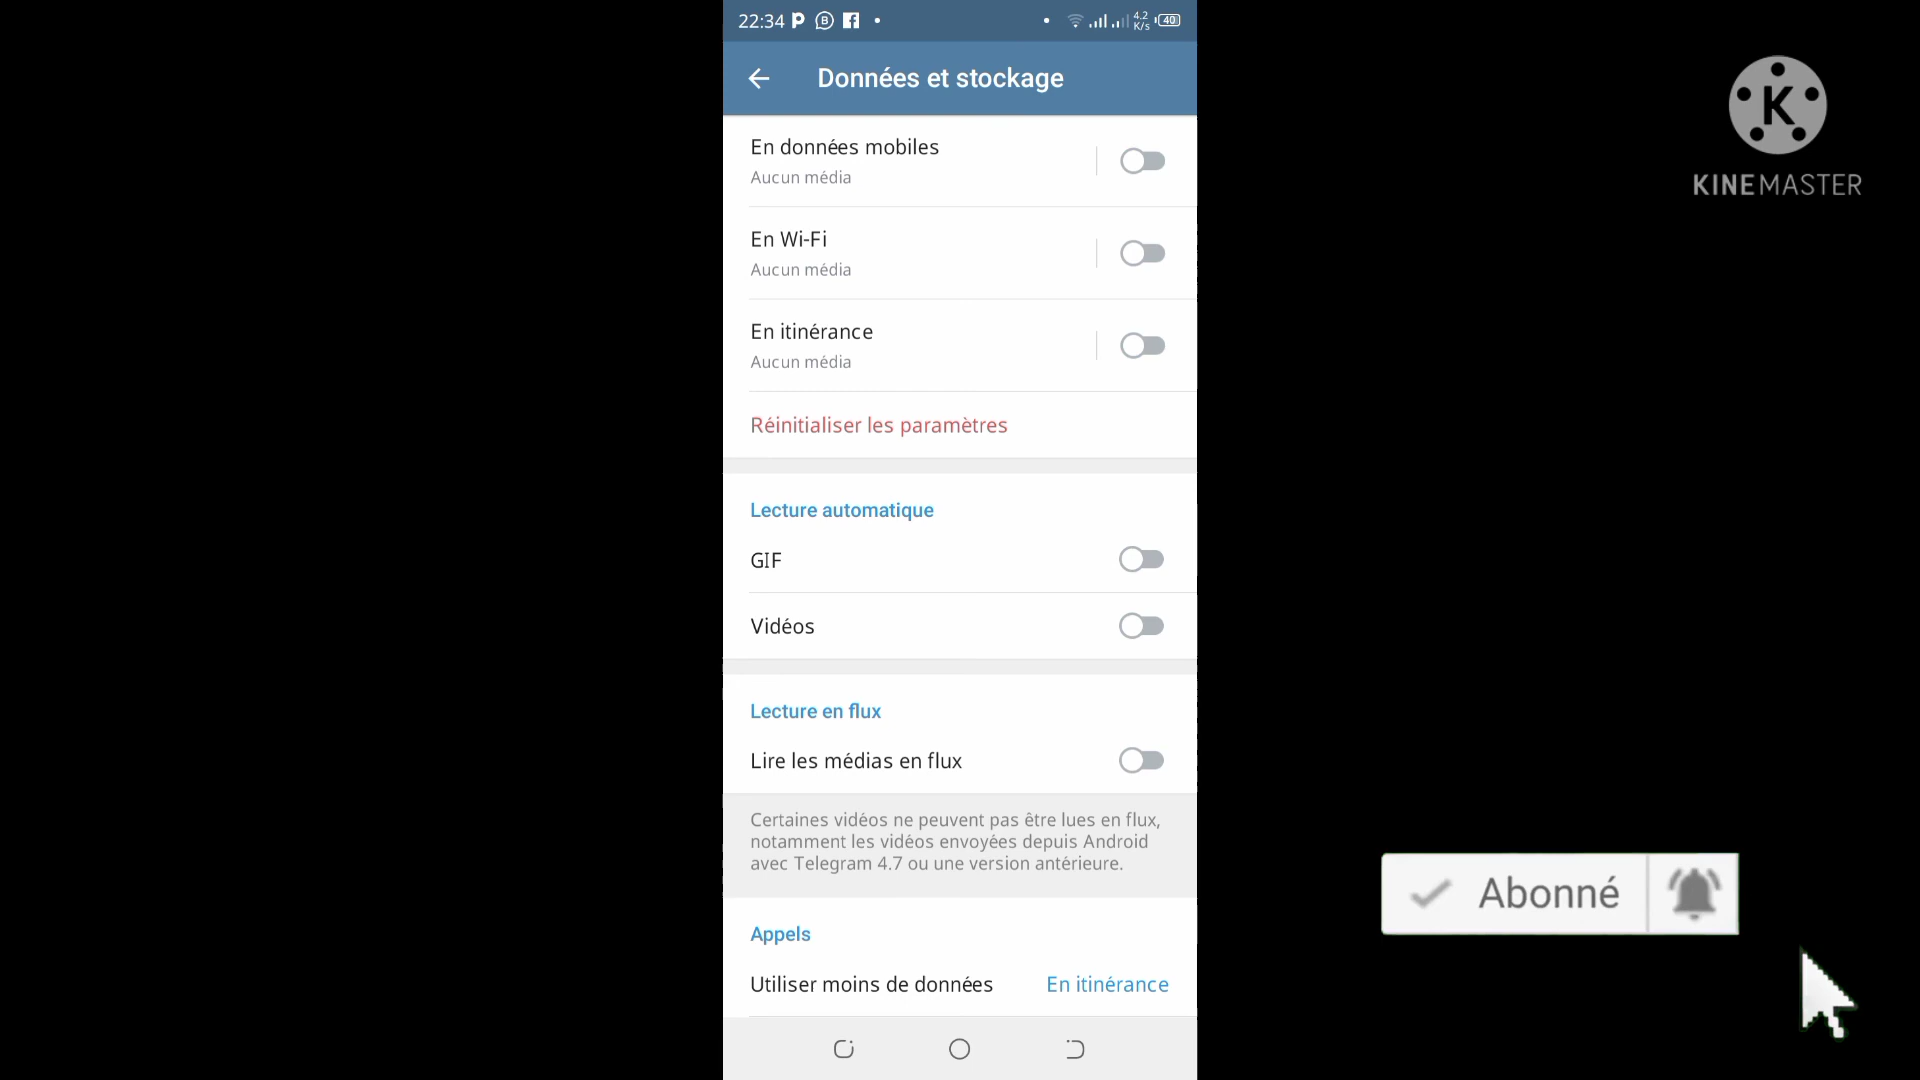 22:34
4.2 K/s
40
Données et stockage
En données mobiles
Aucun média
En Wi-Fi
Aucun média
En itinérance
Aucun média
Réinitialiser les paramètres
Lecture automatique
GIF
Vidéos
Lecture en flux
Lire les médias en flux
Certaines vidéos ne peuvent pas être lues en flux,
notamment les vidéos envoyées depuis Android
avec Telegram 4.7 ou une version antérieure.
Appels
Utiliser moins de données En itinérance
K
KINEMASTER
Abonné